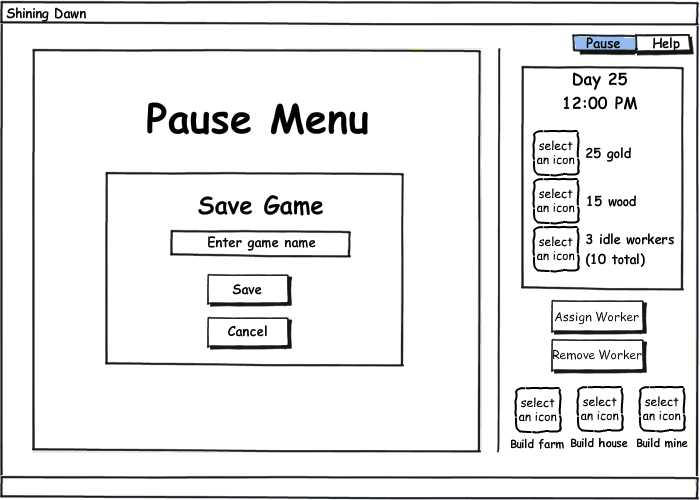 Shining Dawn
Pause
Help
Pause Menu
Save Game
Enter game name
Save
Cancel
Day 25
12:00 PM
select
an icon
25 gold
select
an icon
15 wood
select
an icon
3 idle workers
(10 total)
Assign Worker
Remove Worker
select
an icon
select
an icon
select
an icon
Build farm
Build house
Build mine